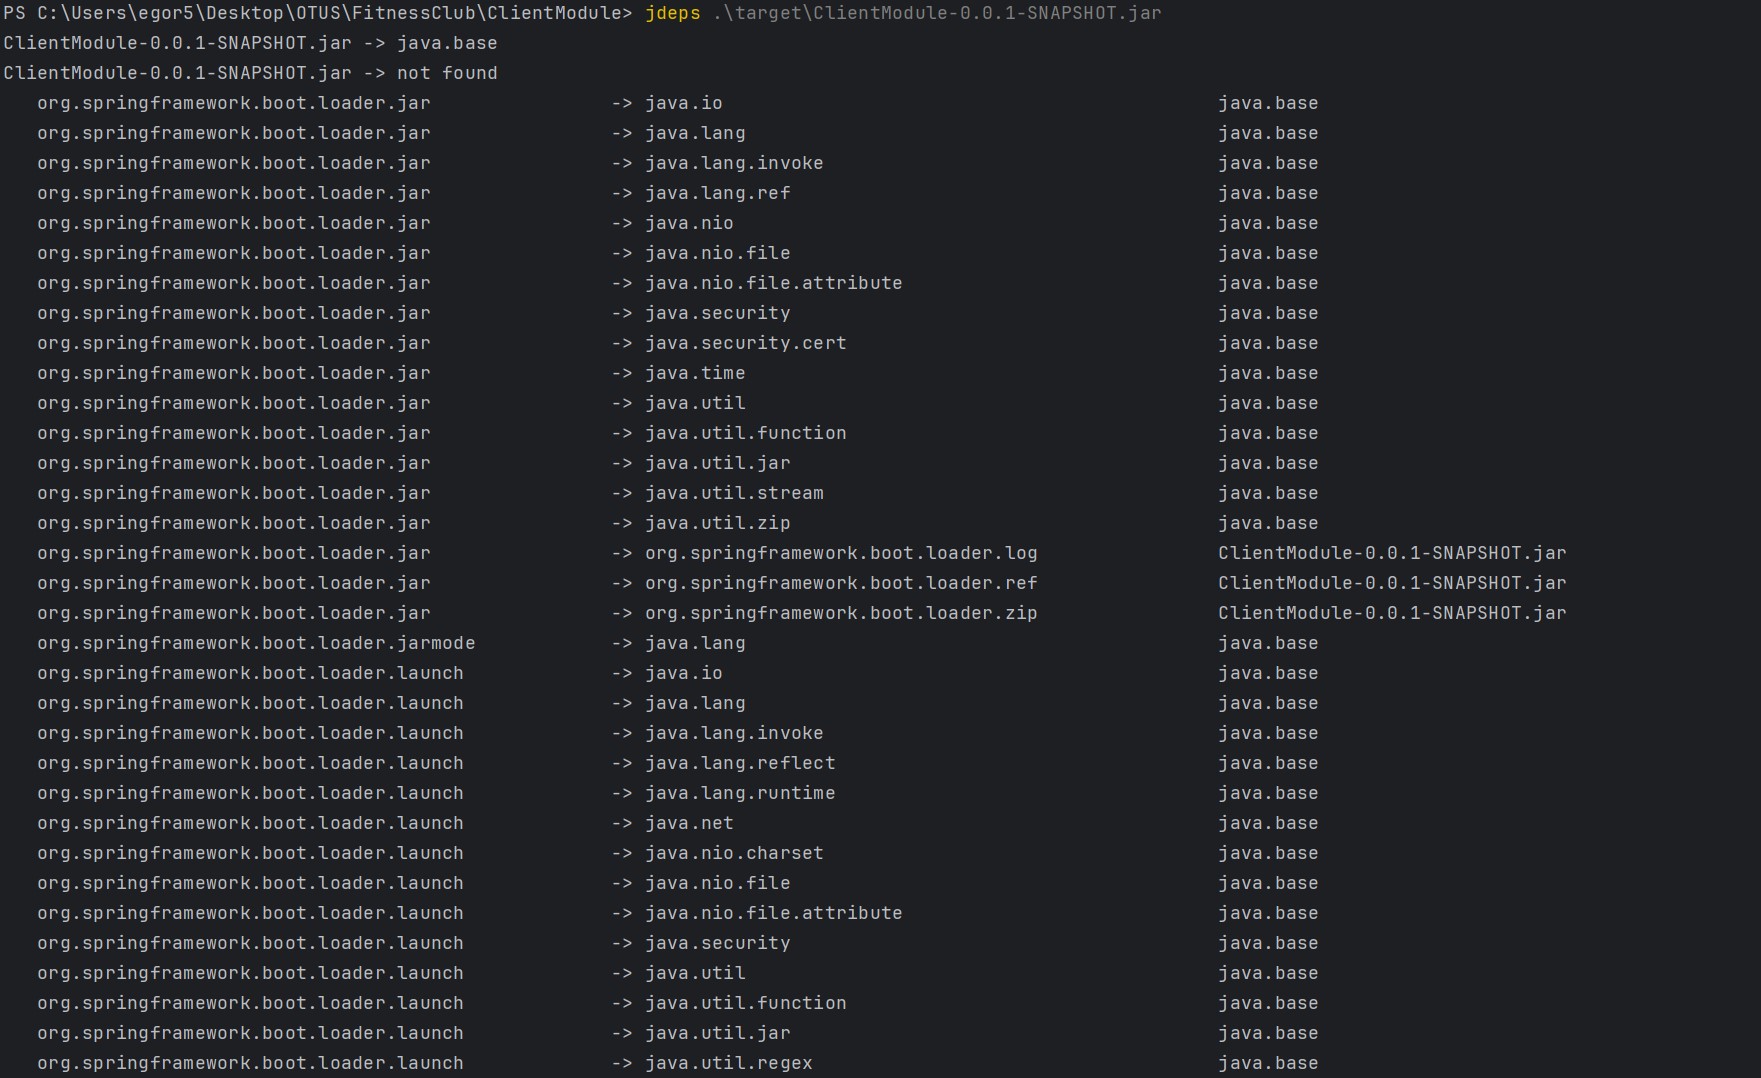 PS C:\Users\egor5\Desktop\OTUS\FitnessClub\ClientModule> jdeps .\target\ClientModule-0.0.1-SNAPSHOT.jar
ClientModule-0.0.1-SNAPSHOT.jar -> java.base
ClientModule-0.0.1-SNAPSHOT.jar -> not found
org.springframework.boot.loader.jar -> java.io java.base
org.springframework.boot.loader.jar -> java.lang java.base
org.springframework.boot.loader.jar -> java.lang.invoke java.base
org.springframework.boot.loader.jar -> java.lang.ref java.base
org.springframework.boot.loader.jar -> java.nio java.base
org.springframework.boot.loader.jar -> java.nio.file java.base
org.springframework.boot.loader.jar -> java.nio.file.attribute java.base
org.springframework.boot.loader.jar -> java.security java.base
org.springframework.boot.loader.jar -> java.security.cert java.base
org.springframework.boot.loader.jar -> java.time java.base
org.springframework.boot.loader.jar -> java.util java.base
org.springframework.boot.loader.jar -> java.util.function java.base
org.springframework.boot.loader.jar -> java.util.jar java.base
org.springframework.boot.loader.jar -> java.util.stream java.base
org.springframework.boot.loader.jar -> java.util.zip java.base
org.springframework.boot.loader.jar -> org.springframework.boot.loader.log ClientModule-0.0.1-SNAPSHOT.jar
org.springframework.boot.loader.jar -> org.springframework.boot.loader.ref ClientModule-0.0.1-SNAPSHOT.jar
org.springframework.boot.loader.jar -> org.springframework.boot.loader.zip ClientModule-0.0.1-SNAPSHOT.jar
org.springframework.boot.loader.jarmode -> java.lang java.base
org.springframework.boot.loader.launch -> java.io java.base
org.springframework.boot.loader.launch -> java.lang java.base
org.springframework.boot.loader.launch -> java.lang.invoke java.base
org.springframework.boot.loader.launch -> java.lang.reflect java.base
org.springframework.boot.loader.launch -> java.lang.runtime java.base
org.springframework.boot.loader.launch -> java.net java.base
org.springframework.boot.loader.launch -> java.nio.charset java.base
org.springframework.boot.loader.launch -> java.nio.file java.base
org.springframework.boot.loader.launch -> java.nio.file.attribute java.base
org.springframework.boot.loader.launch -> java.security java.base
org.springframework.boot.loader.launch -> java.util java.base
org.springframework.boot.loader.launch -> java.util.function java.base
org.springframework.boot.loader.launch -> java.util.jar java.base
org.springframework.boot.loader.launch -> java.util.regex java.base